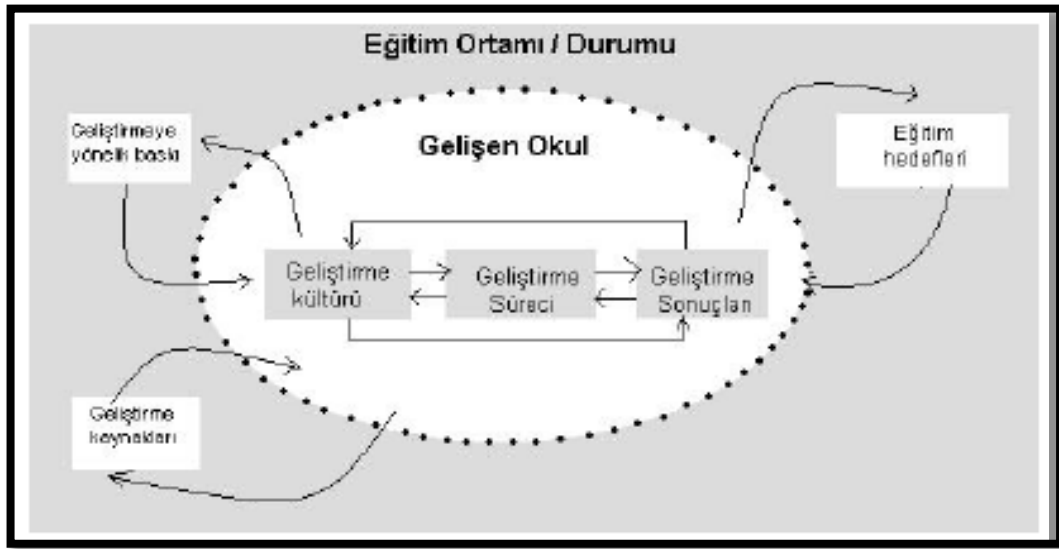 Eğitim Ortamı / Durumu
Geliştirmeye
yönelik baskı
Gelişen Okul
Eğitim
hedefleri
Geliştirme
kültürü
Geliştirme
Süreci
Geliştirme
Sonuçları
Geliştirme
kaynakları